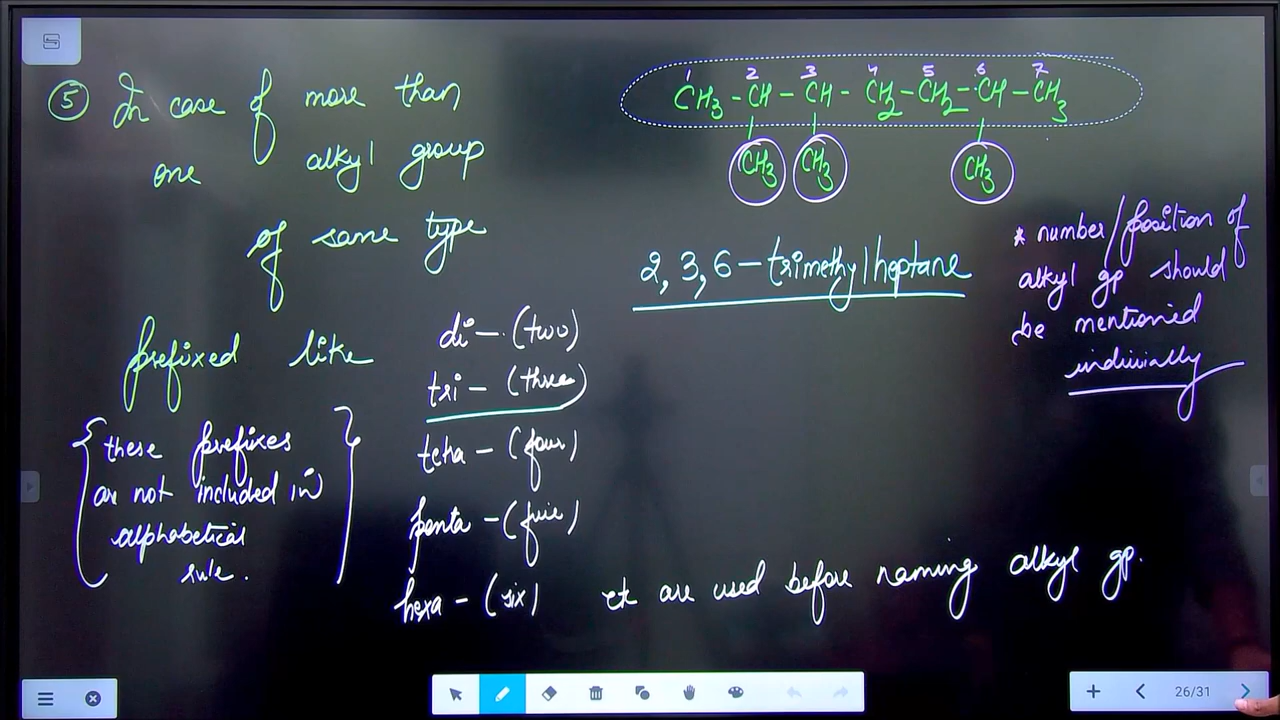 5 In case of more than
one alkyl group
of same type
prefixed like
di - (two)
tri - (three)
tetra - (four)
penta - (five)
hexa - (six) etc are used before naming alkyl gp.
{these prefixes
are not included in
alphabetical
rule.}
1 2 3 4 5 6 7
CH3 - CH - CH - CH2 - CH2 - CH - CH3
CH3 CH3 CH3
2, 3, 6 - trimethylheptane
* number/position of
alkyl gp should
be mentioned
26/31